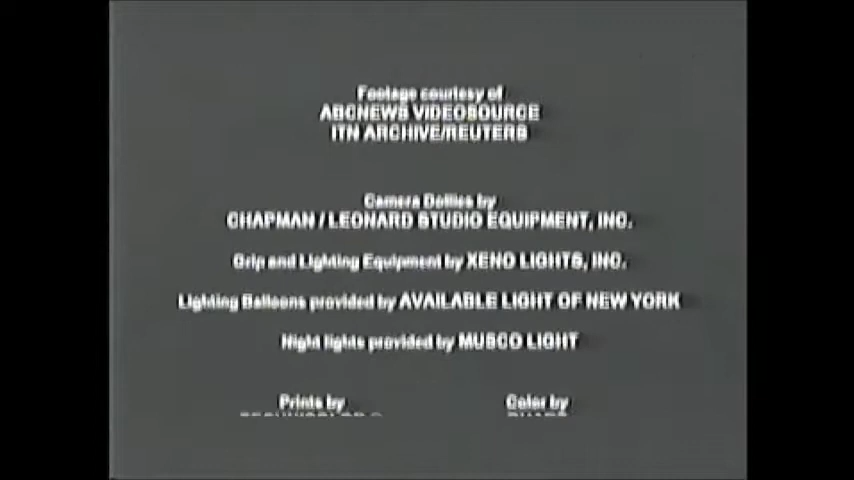 Footage courtesy of
ABCNEWS VIDEOSOURCE
ITN ARCHIVE/REUTERS
Camera Dollies by
CHAPMAN / LEONARD STUDIO EQUIPMENT, INC.
Grip and Lighting Equipment by XENO LIGHTS, INC.
Lighting Balloons provided by AVAILABLE LIGHT OF NEW YORK
Night lights provided by MUSCO LIGHT
Prints by
Color by